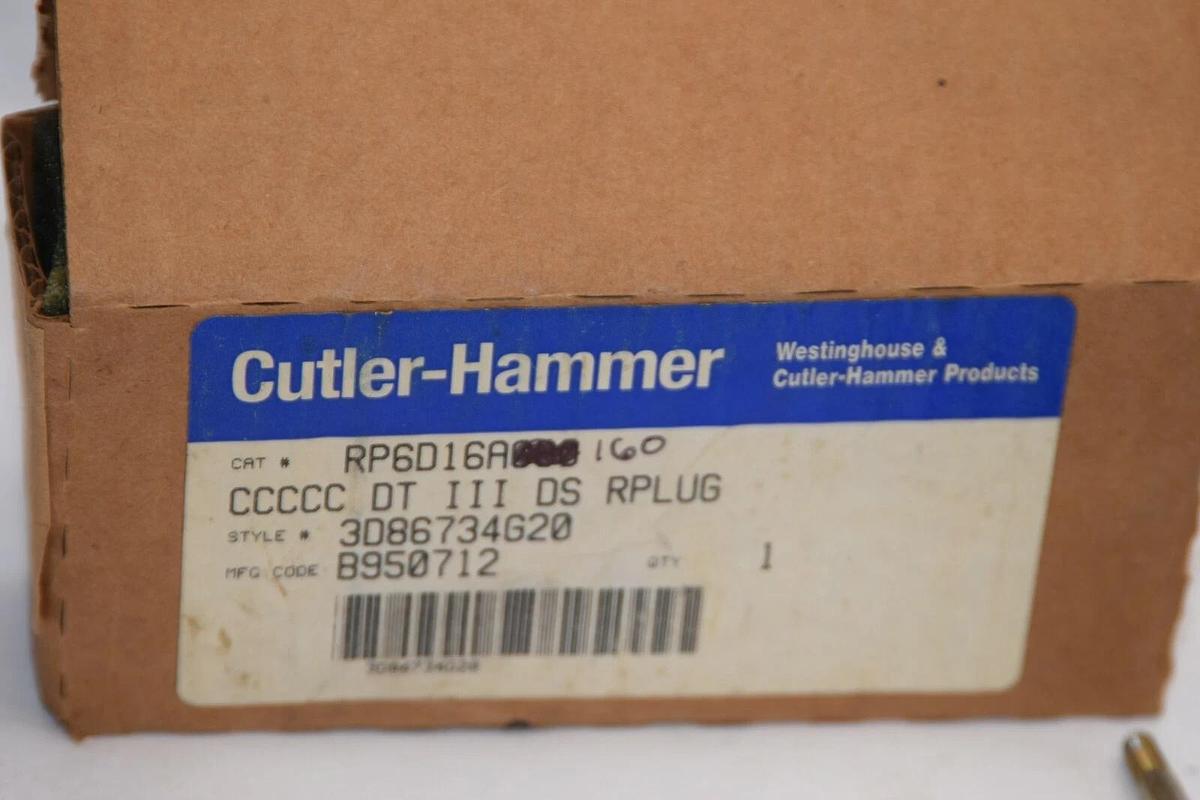 Cutler-Hammer
Westinghouse &
Cutler-Hammer Products
CAT # RP6D16A 160
CCCCC DT III DS RPLUG
STYLE # 3D86734G20
MFG CODE B950712 QTY 1
3D86734G20